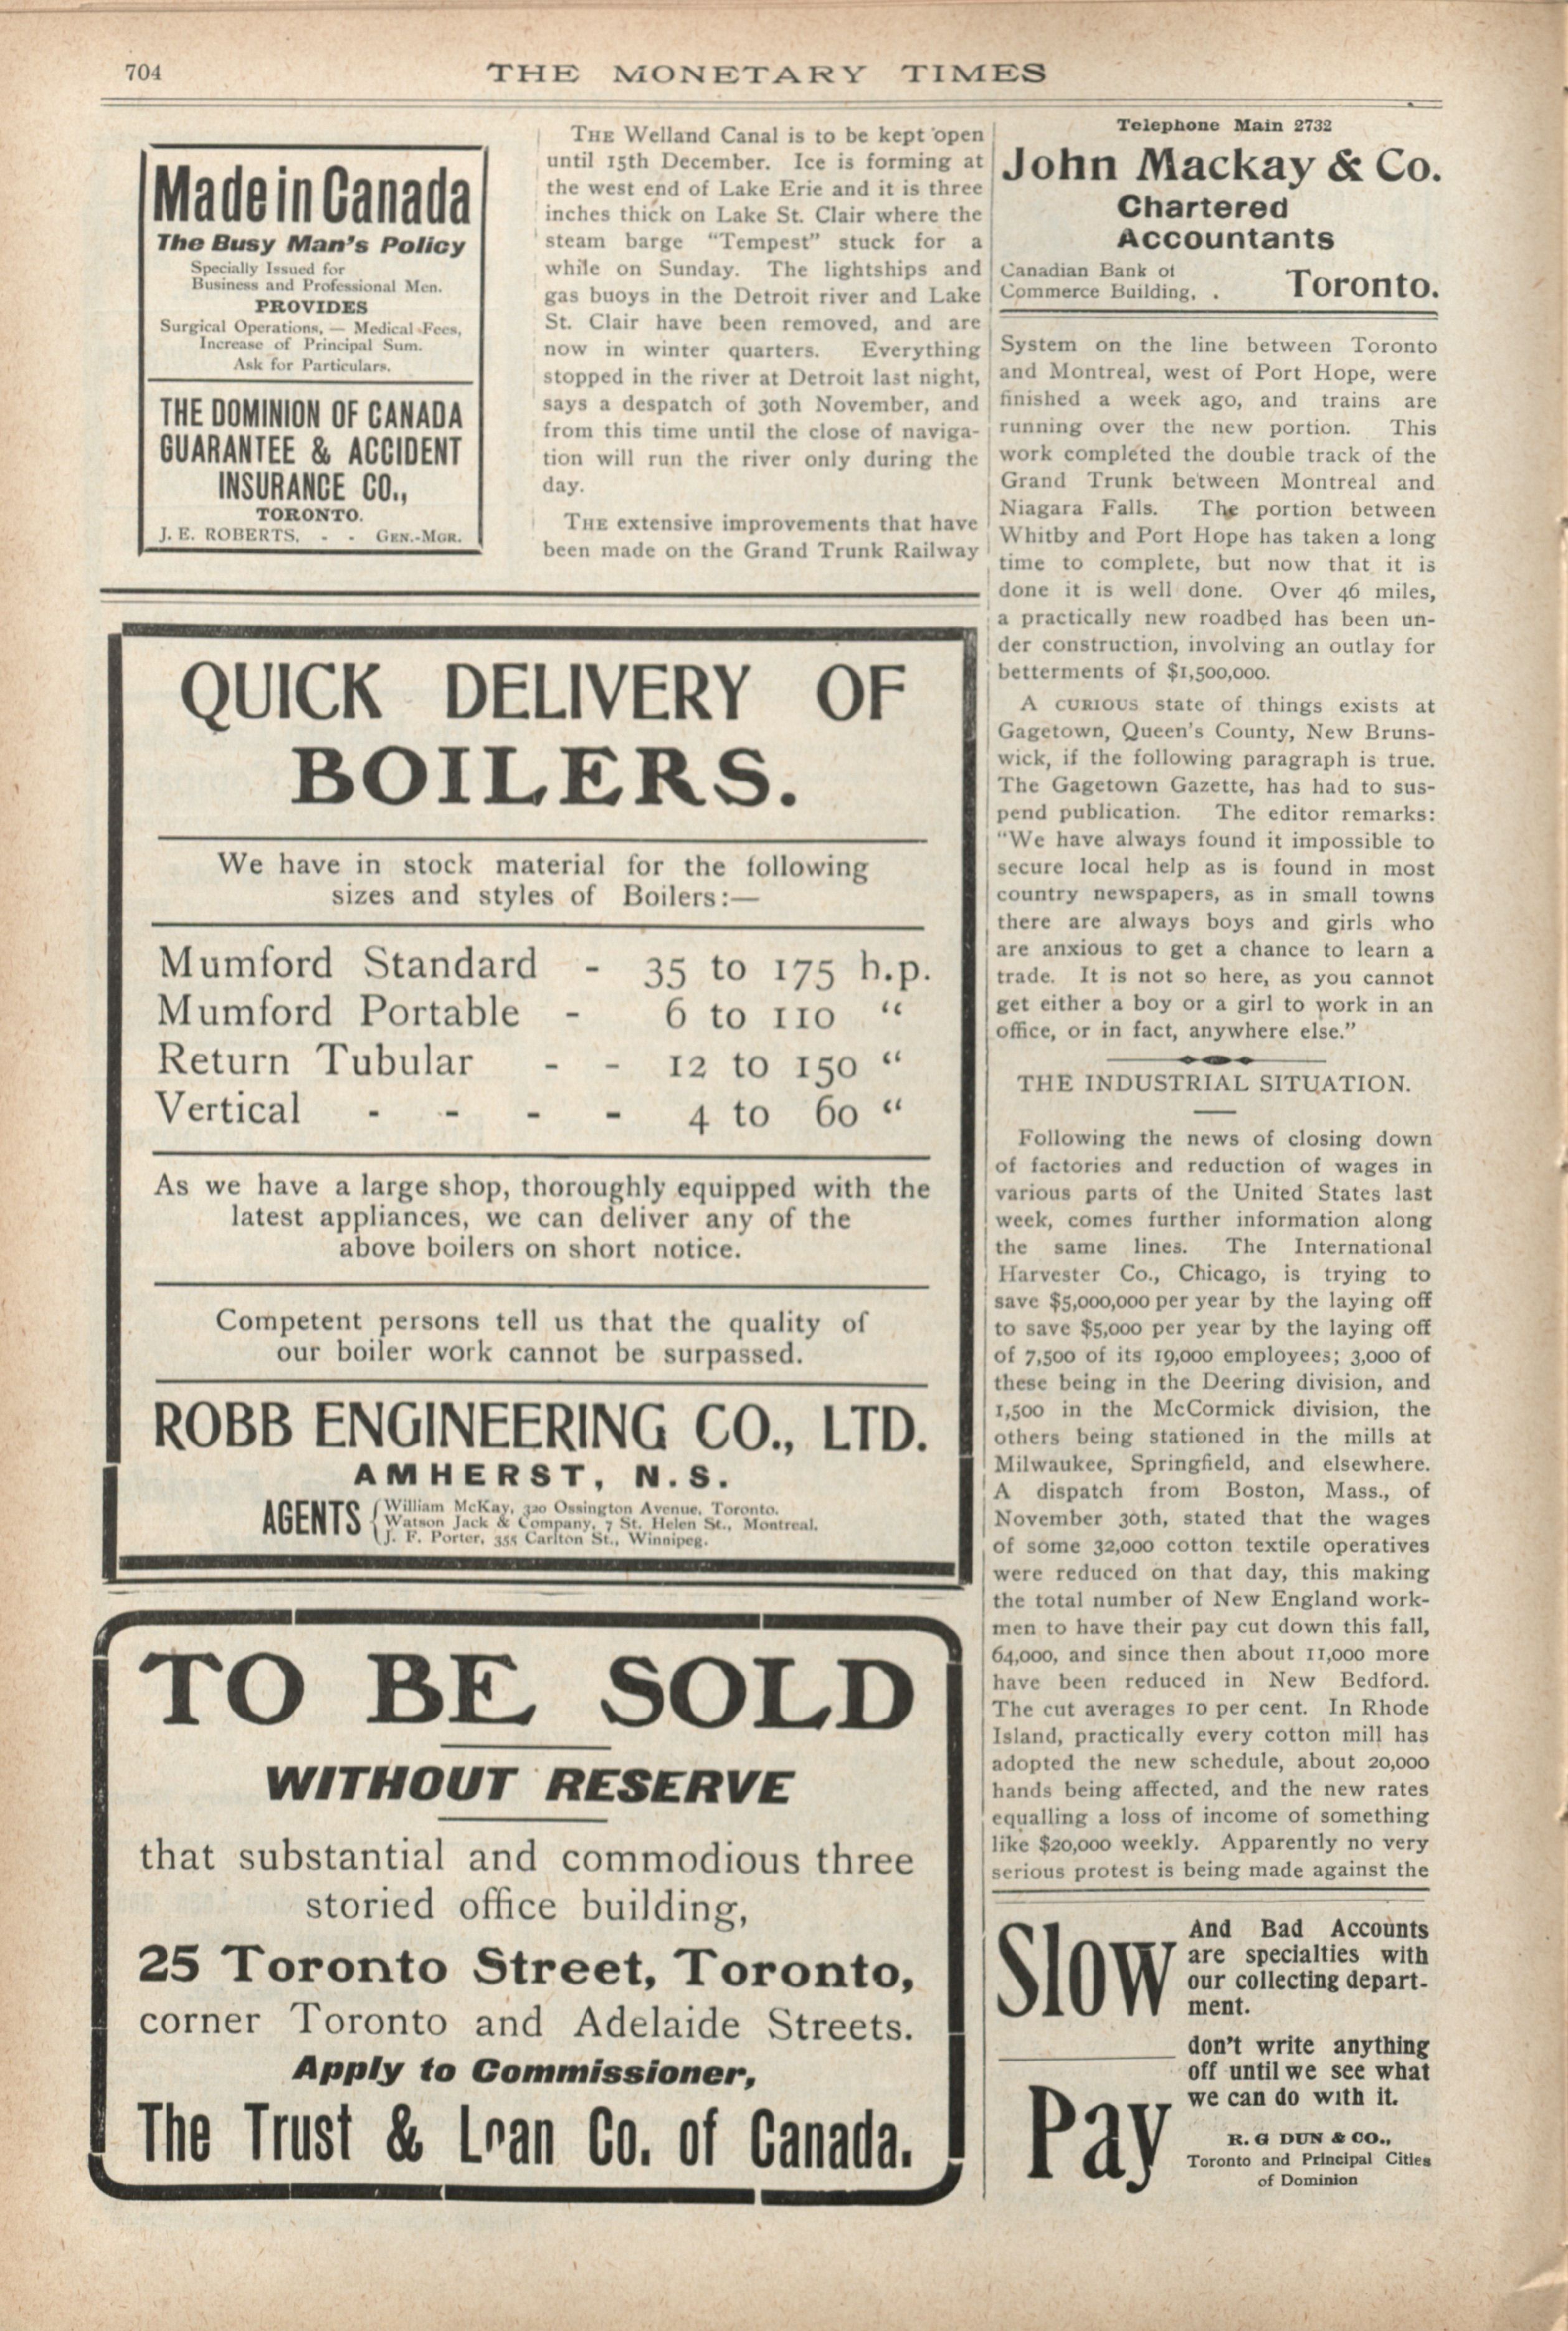 704
THE MONETARY TIMES
Made in Canada
The Busy Man's Policy
Specially Issued for
Business and Professional Men.
PROVIDES
Surgical Operations, — Medical Fees,
Increase of Principal Sum.
Ask for Particulars.
THE DOMINION OF CANADA
GUARANTEE & ACCIDENT
INSURANCE CO.,
TORONTO.
J. E. ROBERTS, - - GEN.-MGR.
THE Welland Canal is to be kept open
until 15th December. Ice is forming at
the west end of Lake Erie and it is three
inches thick on Lake St. Clair where the
steam barge "Tempest" stuck for a
while on Sunday. The lightships and
gas buoys in the Detroit river and Lake
St. Clair have been removed, and are
now in winter quarters. Everything
stopped in the river at Detroit last night,
says a despatch of 30th November, and
from this time until the close of naviga-
tion will run the river only during the
day.
THE extensive improvements that have
been made on the Grand Trunk Railway
Telephone Main 2732
John Mackay & Co.
Chartered
Accountants
Canadian Bank of
Commerce Building, . Toronto.
System on the line between Toronto
and Montreal, west of Port Hope, were
finished a week ago, and trains are
running over the new portion. This
work completed the double track of the
Grand Trunk between Montreal and
Niagara Falls. The portion between
Whitby and Port Hope has taken a long
time to complete, but now that it is
done it is well done. Over 46 miles,
a practically new roadbed has been un-
der construction, involving an outlay for
betterments of $1,500,000.
A CURIOUS state of things exists at
Gagetown, Queen's County, New Bruns-
wick, if the following paragraph is true.
The Gagetown Gazette, has had to sus-
pend publication. The editor remarks:
"We have always found it impossible to
secure local help as is found in most
country newspapers, as in small towns
there are always boys and girls who
are anxious to get a chance to learn a
trade. It is not so here, as you cannot
get either a boy or a girl to work in an
office, or in fact, anywhere else."
THE INDUSTRIAL SITUATION.
Following the news of closing down
of factories and reduction of wages in
various parts of the United States last
week, comes further information along
the same lines. The International
Harvester Co., Chicago, is trying to
save $5,000,000 per year by the laying off
to save $5,000 per year by the laying off
of 7,500 of its 19,000 employees; 3,000 of
these being in the Deering division, and
1,500 in the McCormick division, the
others being stationed in the mills at
Milwaukee, Springfield, and elsewhere.
A dispatch from Boston, Mass., of
November 30th, stated that the wages
of some 32,000 cotton textile operatives
were reduced on that day, this making
the total number of New England work-
men to have their pay cut down this fall,
64,000, and since then about 11,000 more
have been reduced in New Bedford.
The cut averages 10 per cent. In Rhode
Island, practically every cotton mill has
adopted the new schedule, about 20,000
hands being affected, and the new rates
equalling a loss of income of something
like $20,000 weekly. Apparently no very
serious protest is being made against the
QUICK DELIVERY OF
BOILERS.
We have in stock material for the following
sizes and styles of Boilers:—
Mumford Standard - 35 to 175 h.p.
Mumford Portable - 6 to 110 "
Return Tubular - - 12 to 150 "
Vertical - - - - 4 to 60 "
As we have a large shop, thoroughly equipped with the
latest appliances, we can deliver any of the
above boilers on short notice.
Competent persons tell us that the quality of
our boiler work cannot be surpassed.
ROBB ENGINEERING CO., LTD.
AMHERST, N.S.
AGENTS
William McKay, 320 Ossington Avenue, Toronto.
Watson Jack & Company, 7 St. Helen St., Montreal.
J. F. Porter, 355 Carlton St., Winnipeg.
TO BE SOLD
WITHOUT RESERVE
that substantial and commodious three
storied office building,
25 Toronto Street, Toronto,
corner Toronto and Adelaide Streets.
Apply to Commissioner,
The Trust & Loan Co. of Canada.
Slow
And Bad Accounts
are specialties with
our collecting depart-
ment.
Pay
don't write anything
off until we see what
we can do with it.
R. G DUN & CO.,
Toronto and Principal Cities
of Dominion